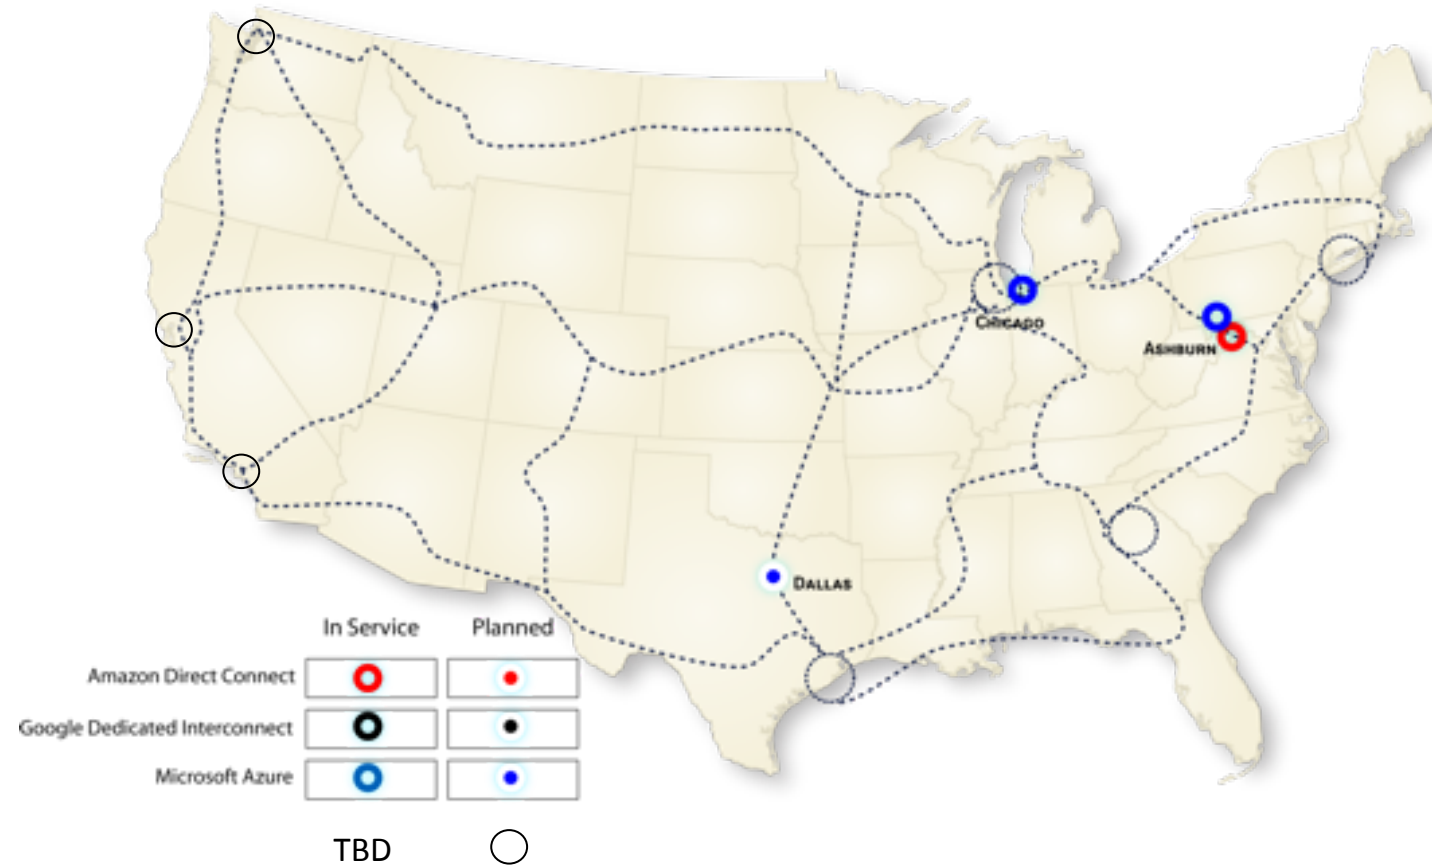 CHICAGO
ASHBURN
DALLAS
In Service Planned
Amazon Direct Connect
Google Dedicated Interconnect
Microsoft Azure
TBD